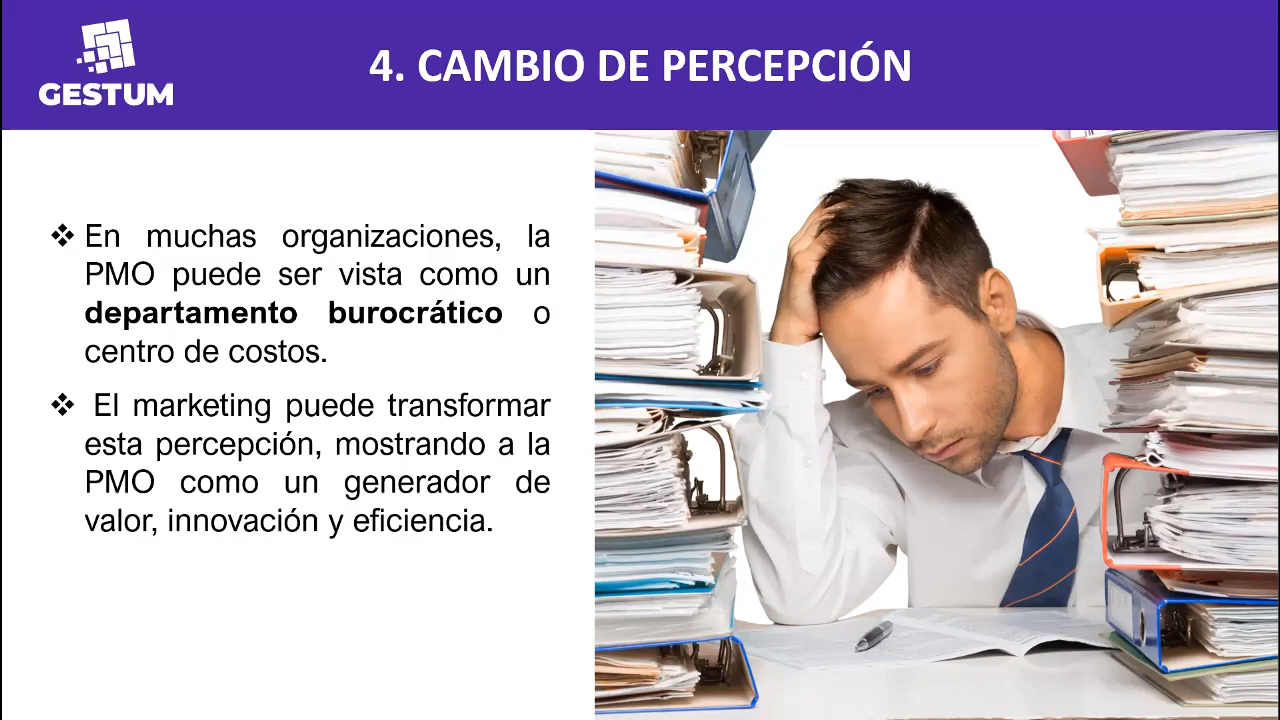 GESTUM
4. CAMBIO DE PERCEPCIÓN
❖ En muchas organizaciones, la
PMO puede ser vista como un
departamento burocrático o
centro de costos.
❖ El marketing puede transformar
esta percepción, mostrando a la
PMO como un generador de
valor, innovación y eficiencia.